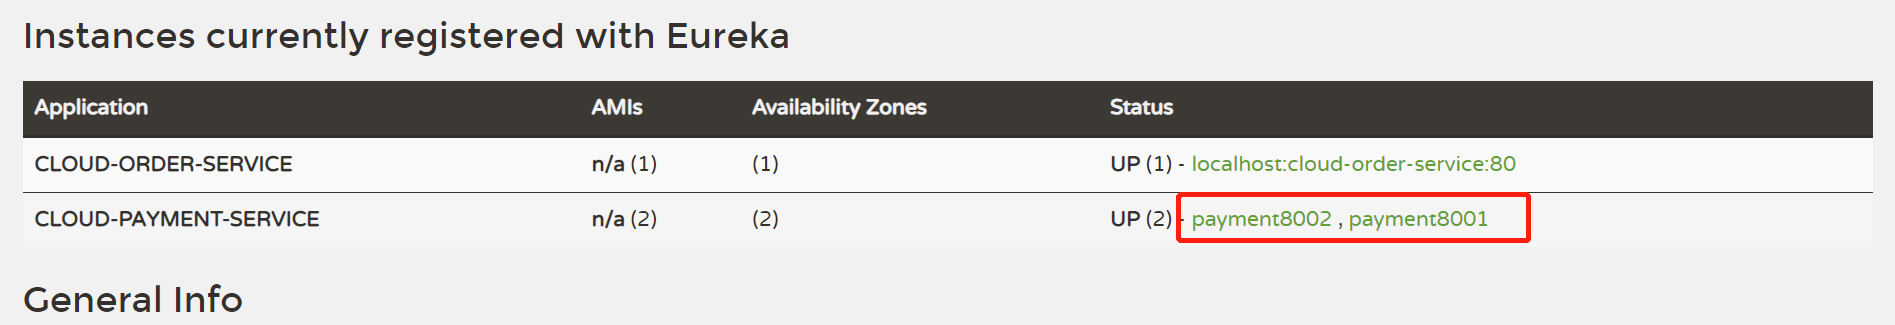 Instances currently registered with Eureka
Application AMIs Availability Zones Status
CLOUD-ORDER-SERVICE n/a (1) (1) UP (1) - localhost:cloud-order-service:80
CLOUD-PAYMENT-SERVICE n/a (2) (2) UP (2) - payment8002 , payment8001
General Info